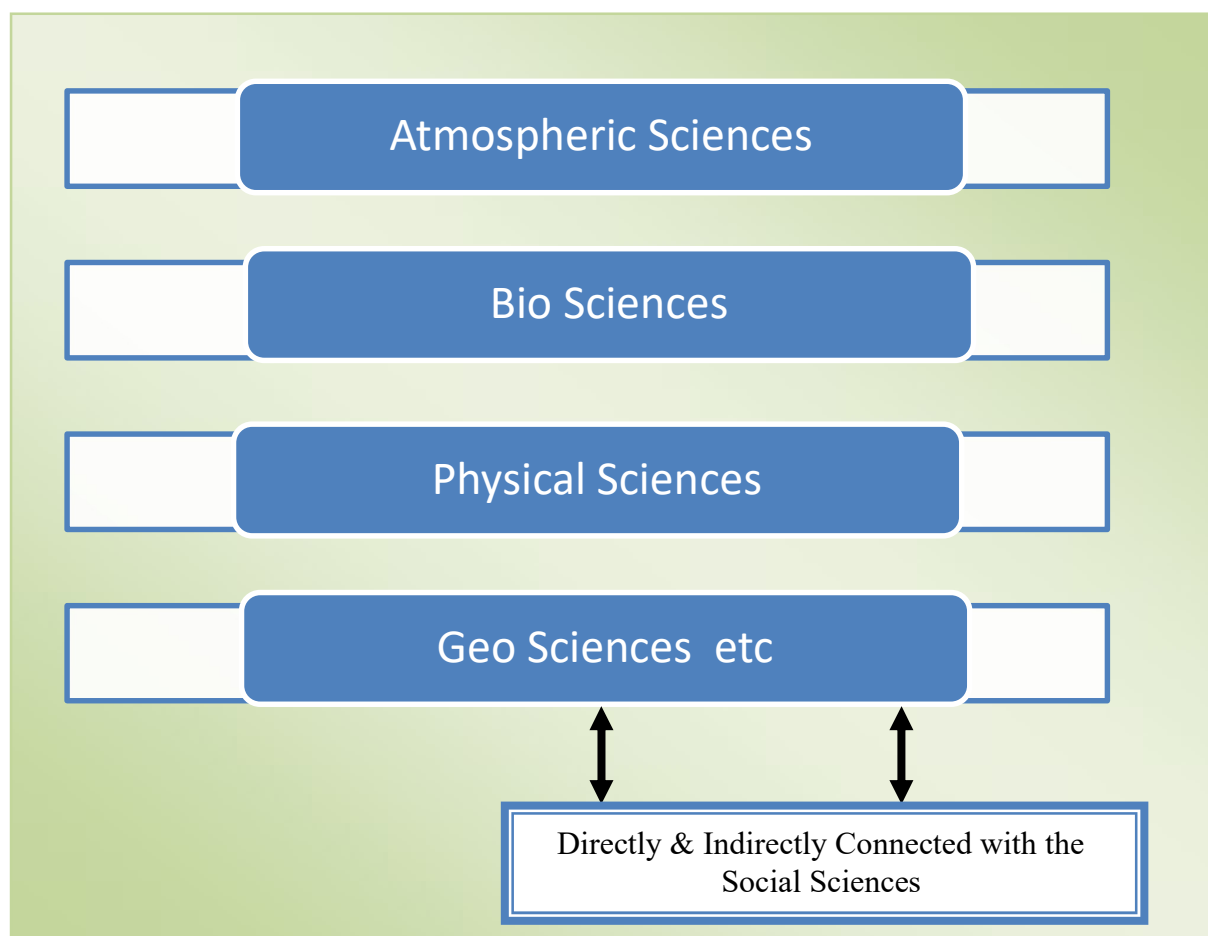 Atmospheric Sciences
Bio Sciences
Physical Sciences
Geo Sciences  etc
Directly & Indirectly Connected with the
Social Sciences